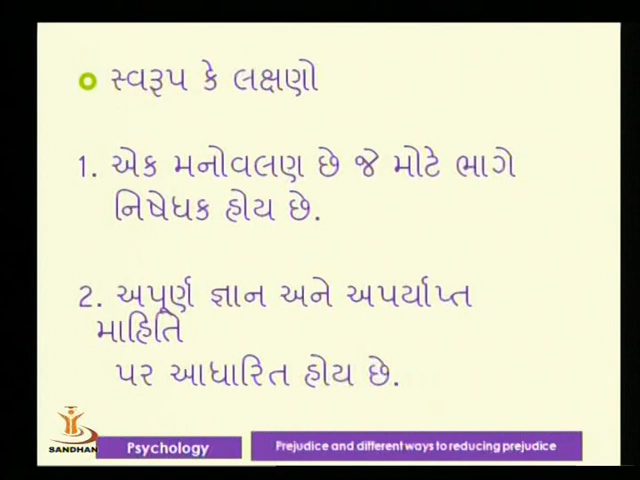 સ્વરૂપ કે લક્ષણો
1. એક મનોવલણ છે જે મોટે ભાગે
નિષેધક હોય છે.
2. અપૂર્ણ જ્ઞાન અને અપર્યાપ્ત
માહિતિ
પર આધારિત હોય છે.
SANDHAN
Psychology
Prejudice and different ways to reducing prejudice